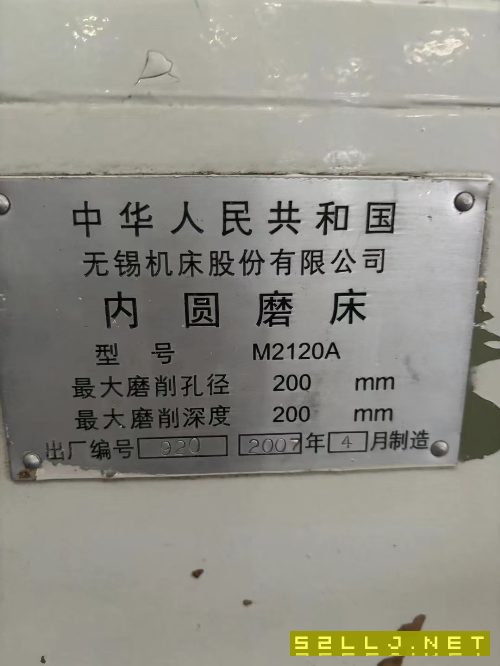 中华人民共和国
无锡机床股份有限公司
内圆磨床
型号 M2120A
最大磨削孔径 200 mm
最大磨削深度 200 mm
出厂编号 920 2007年4月制造
52LLJ.NET